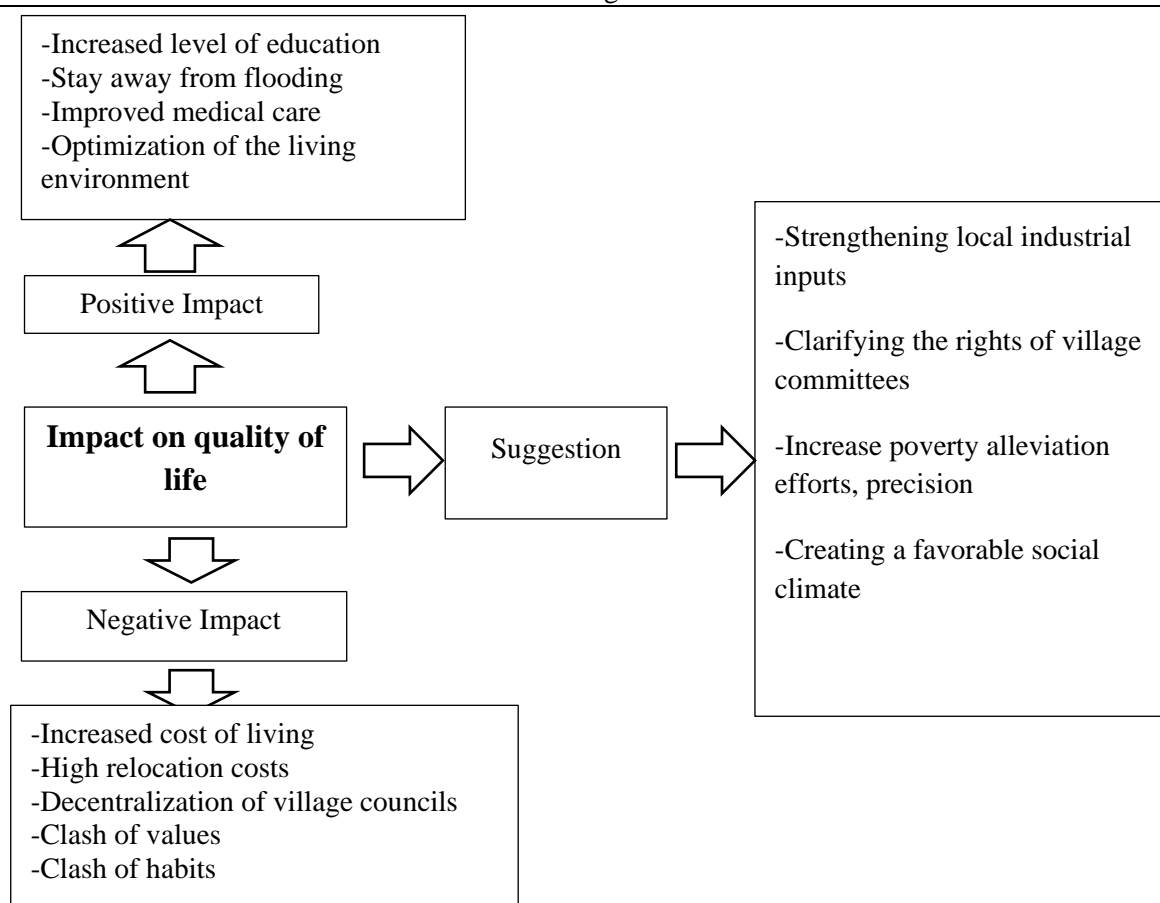 -Increased level of education
-Stay away from flooding
-Improved medical care
-Optimization of the living
environment
Positive Impact
Impact on quality of
life
Negative Impact
-Increased cost of living
-High relocation costs
-Decentralization of village councils
-Clash of values
-Clash of habits
Suggestion
-Strengthening local industrial
inputs
-Clarifying the rights of village
committees
-Increase poverty alleviation
efforts, precision
-Creating a favorable social
climate